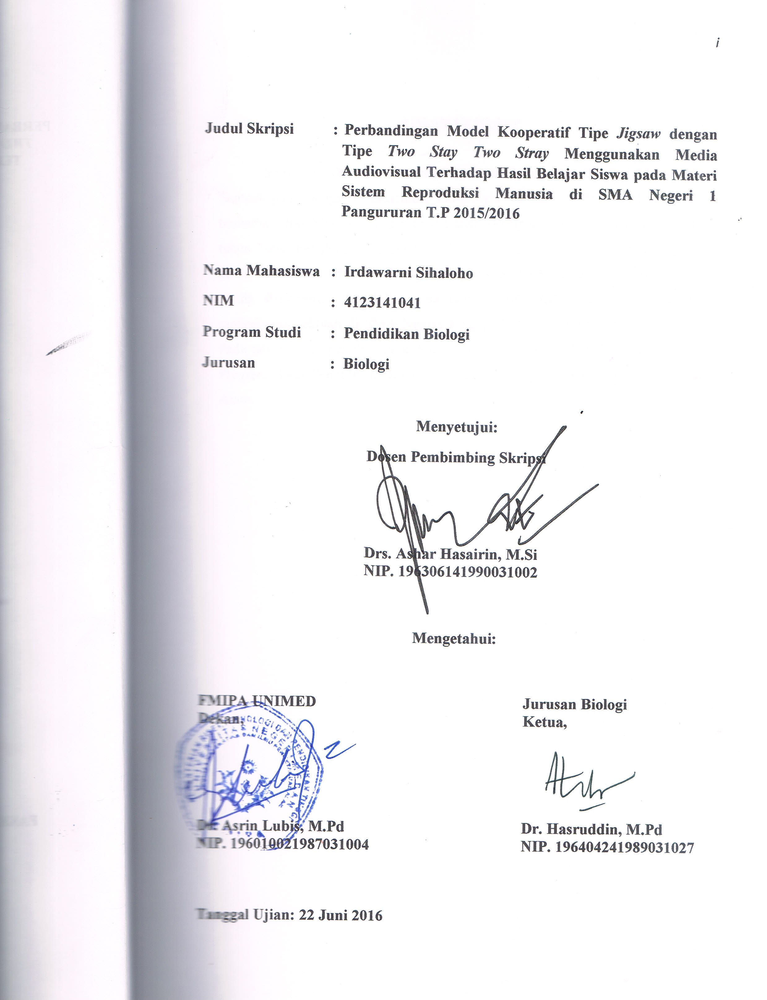 i
Judul Skripsi : Perbandingan Model Kooperatif Tipe Jigsaw dengan
Tipe Two Stay Two Stray Menggunakan Media
Audiovisual Terhadap Hasil Belajar Siswa pada Materi
Sistem Reproduksi Manusia di SMA Negeri 1
Pangururan T.P 2015/2016
Nama Mahasiswa : Irdawarni Sihaloho
NIM : 4123141041
Program Studi : Pendidikan Biologi
Jurusan : Biologi
Menyetujui:
Dosen Pembimbing Skripsi
Drs. Ashar Hasairin, M.Si
NIP. 196306141990031002
Mengetahui:
FMIPA UNIMED
Dekan,
Jurusan Biologi
Ketua,
Dr. Asrin Lubis, M.Pd
NIP. 196010021987031004
Dr. Hasruddin, M.Pd
NIP. 196404241989031027
Tanggal Ujian: 22 Juni 2016